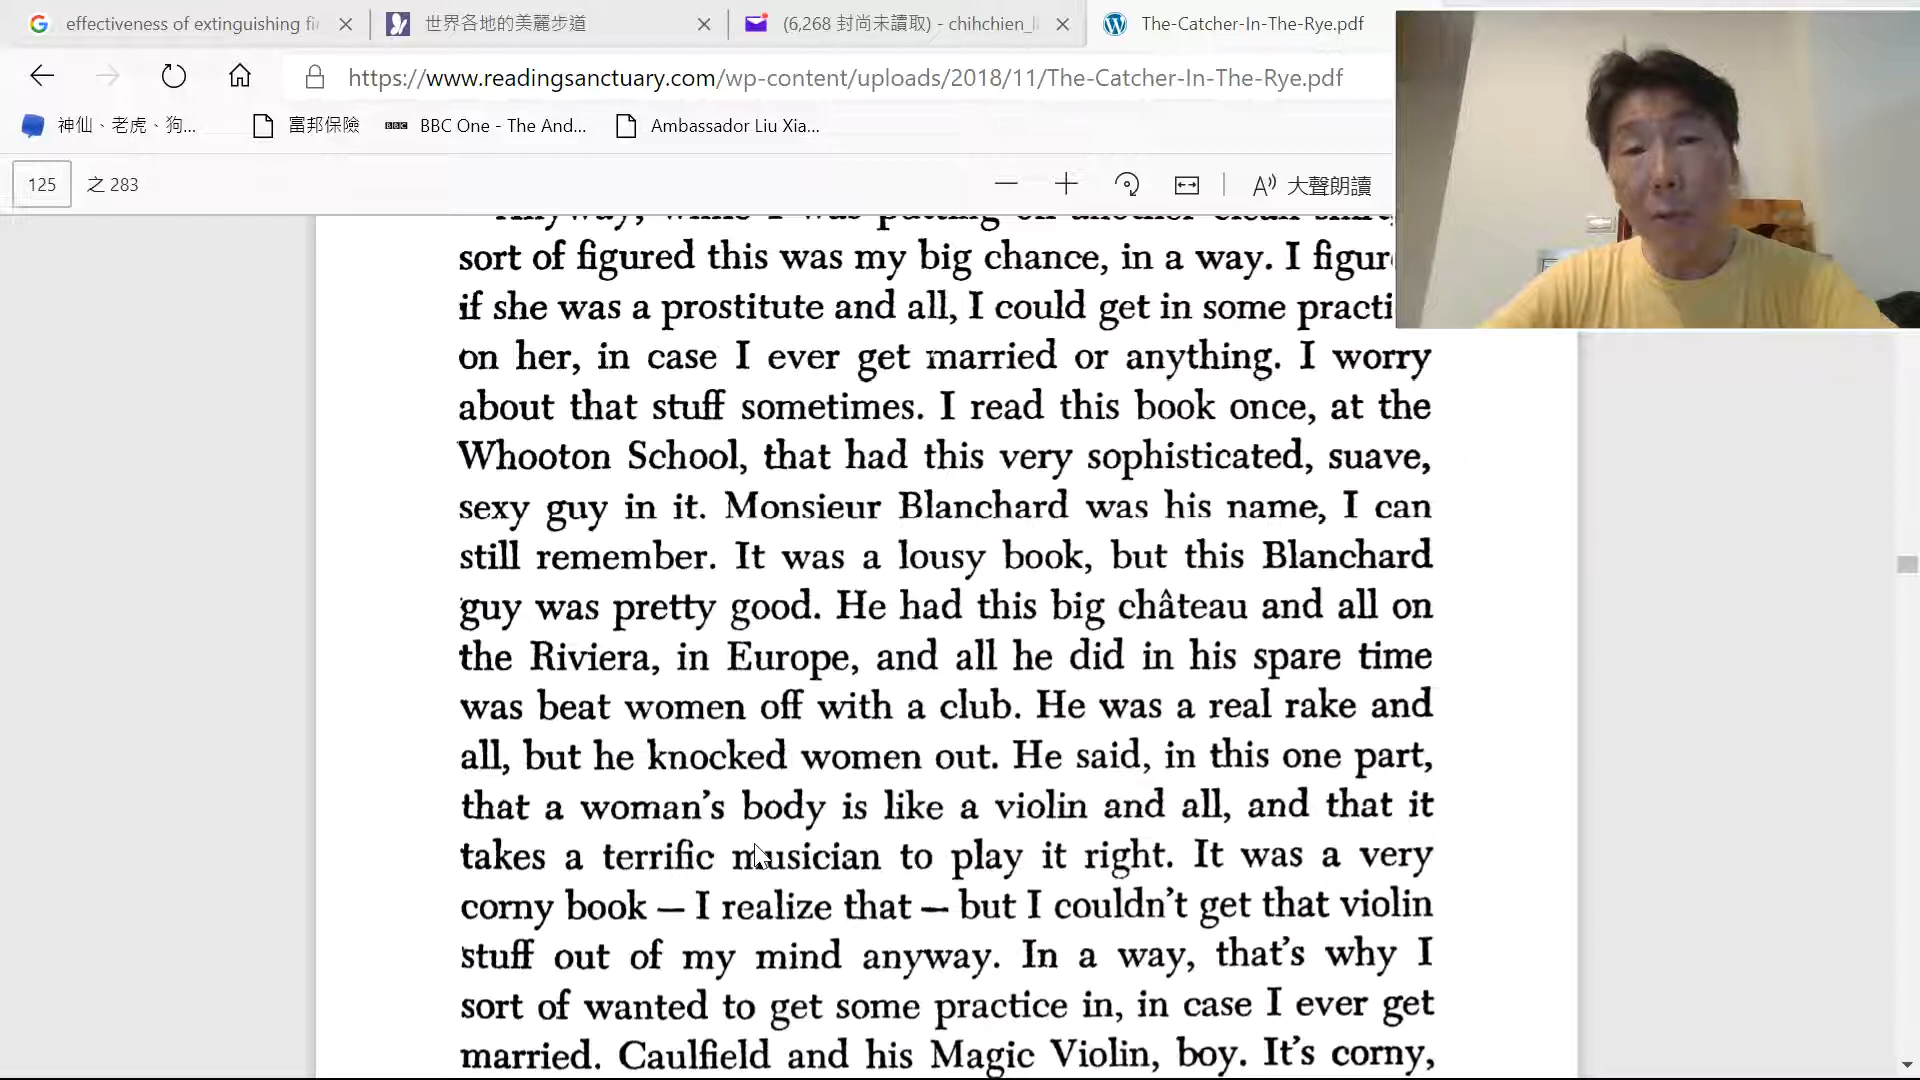 effectiveness of extinguishing fi
世界各地的美麗步道
(6,268 封尚未讀取) - chihchien_l
The-Catcher-In-The-Rye.pdf
https://www.readingsanctuary.com/wp-content/uploads/2018/11/The-Catcher-In-The-Rye.pdf
神仙、老虎、狗...
富邦保險
BBC
BBC One - The And...
Ambassador Liu Xia...
125 之 283
大聲朗讀
Anyway, while I was putting on another clean shirt,
sort of figured this was my big chance, in a way. I figur
if she was a prostitute and all, I could get in some practi
on her, in case I ever get married or anything. I worry
about that stuff sometimes. I read this book once, at the
Whooton School, that had this very sophisticated, suave,
sexy guy in it. Monsieur Blanchard was his name, I can
still remember. It was a lousy book, but this Blanchard
guy was pretty good. He had this big château and all on
the Riviera, in Europe, and all he did in his spare time
was beat women off with a club. He was a real rake and
all, but he knocked women out. He said, in this one part,
that a woman's body is like a violin and all, and that it
takes a terrific musician to play it right. It was a very
corny book — I realize that — but I couldn't get that violin
stuff out of my mind anyway. In a way, that's why I
sort of wanted to get some practice in, in case I ever get
married. Caulfield and his Magic Violin, boy. It's corny,